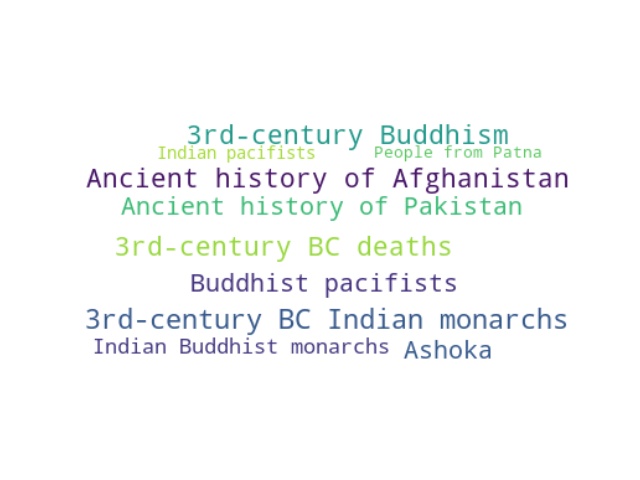 3rd-century Buddhism
Indian pacifists People from Patna
Ancient history of Afghanistan
Ancient history of Pakistan
3rd-century BC deaths
Buddhist pacifists
3rd-century BC Indian monarchs
Indian Buddhist monarchs Ashoka